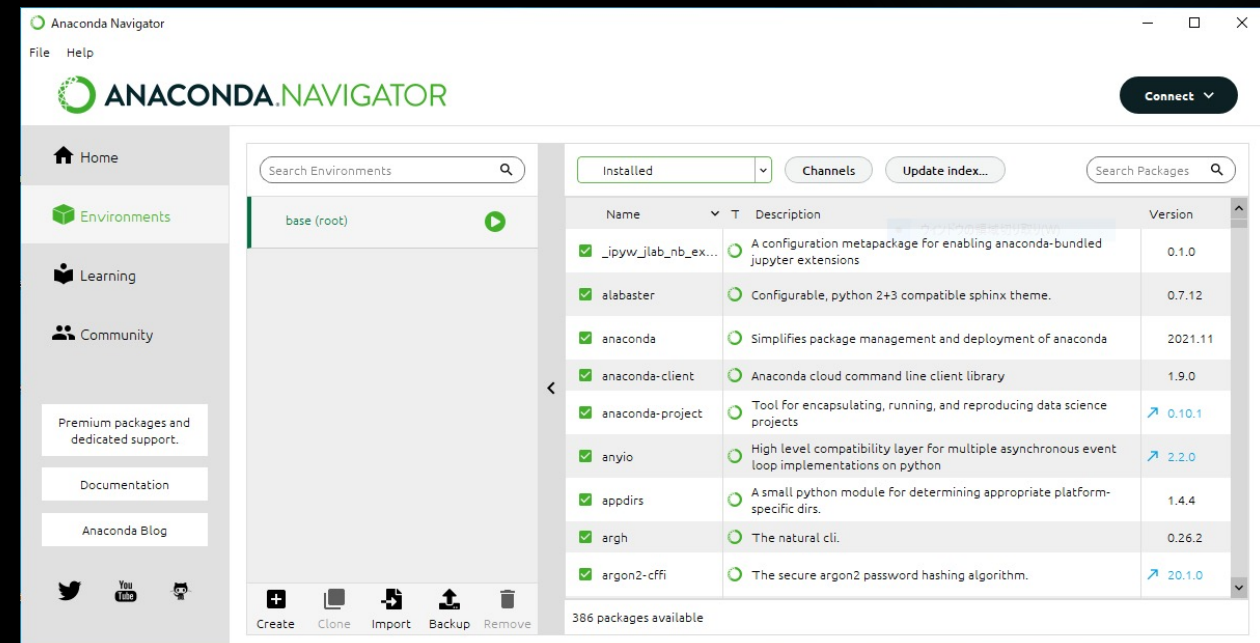 Anaconda Navigator
File Help
ANACONDA.NAVIGATOR
Connect
Home
Environments
Learning
Community
Premium packages and
dedicated support.
Documentation
Anaconda Blog
You
Tube
Search Environments
base (root)
Create Clone Import Backup Remove
Installed Channels Update index... Search Packages
Name T Description Version
_ipyw_jlab_nb_ex... A configuration metapackage for enabling anaconda-bundled
jupyter extensions 0.1.0
alabaster Configurable, python 2+3 compatible sphinx theme. 0.7.12
anaconda Simplifies package management and deployment of anaconda 2021.11
anaconda-client Anaconda cloud command line client library 1.9.0
anaconda-project Tool for encapsulating, running, and reproducing data science
projects 0.10.1
anyio High level compatibility layer for multiple asynchronous event
loop implementations on python 2.2.0
appdirs A small python module for determining appropriate platform-
specific dirs. 1.4.4
argh The natural cli. 0.26.2
argon2-cffi The secure argon2 password hashing algorithm. 20.1.0
386 packages available